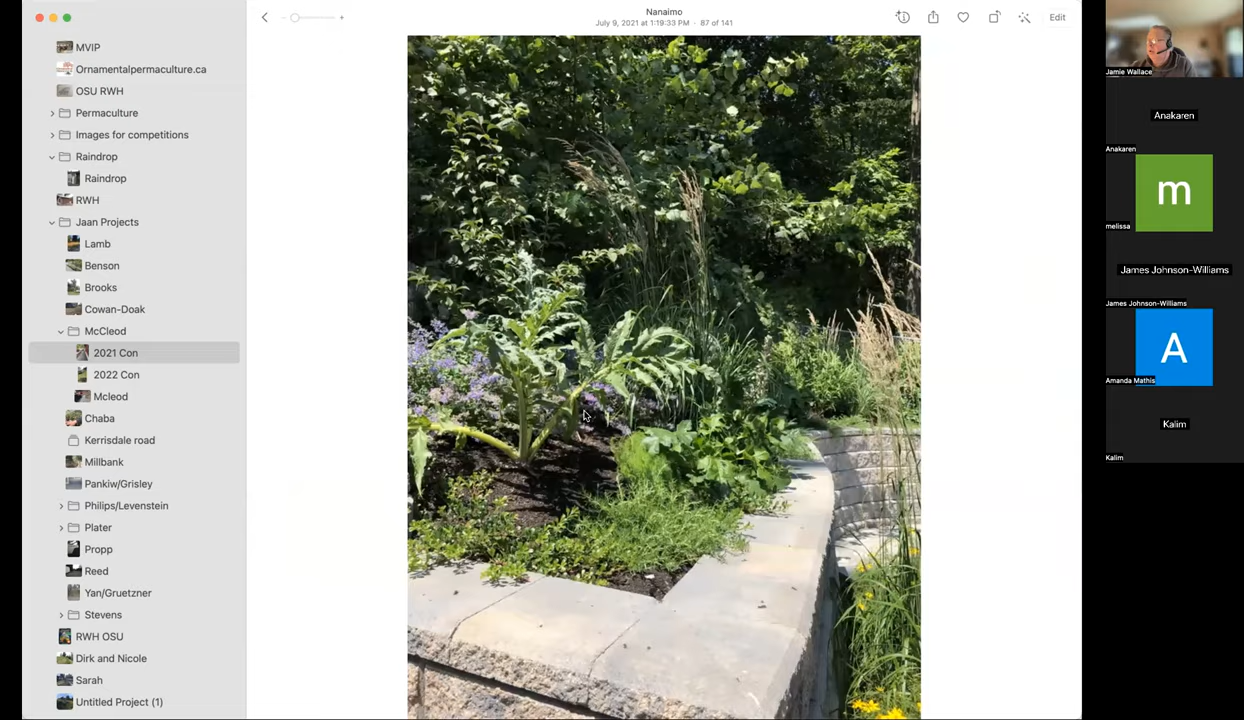 Nanaimo
July 9, 2021 at 1:19:33 PM · 87 of 141
Edit
MVIP
Ornamentalpermaculture.ca
OSU RWH
Permaculture
Images for competitions
Raindrop
Raindrop
RWH
Jaan Projects
Lamb
Benson
Brooks
Cowan-Doak
McCleod
2021 Con
2022 Con
Mcleod
Chaba
Kerrisdale road
Millbank
Pankiw/Grisley
Philips/Levenstein
Plater
Propp
Reed
Yan/Gruetzner
Stevens
RWH OSU
Dirk and Nicole
Sarah
Untitled Project (1)
Jamie Wallace
Anakaren
Anakaren
m
melissa
James Johnson-Williams
James Johnson-Williams
A
Amanda Mathis
Kalim
Kalim